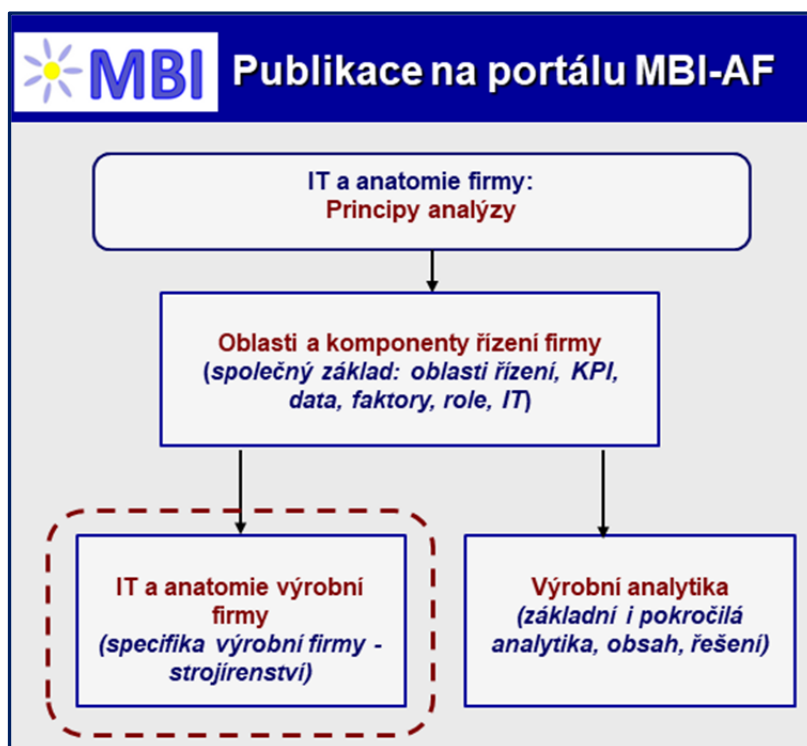 MBI Publikace na portálu MBI-AF
IT a anatomie firmy:
Principy analýzy
Oblasti a komponenty řízení firmy
(společný základ: oblasti řízení, KPI,
data, faktory, role, IT)
IT a anatomie výrobní
firmy
(specifika výrobní firmy -
strojírenství)
Výrobní analytika
(základní i pokročilá
analytika, obsah, řešení)